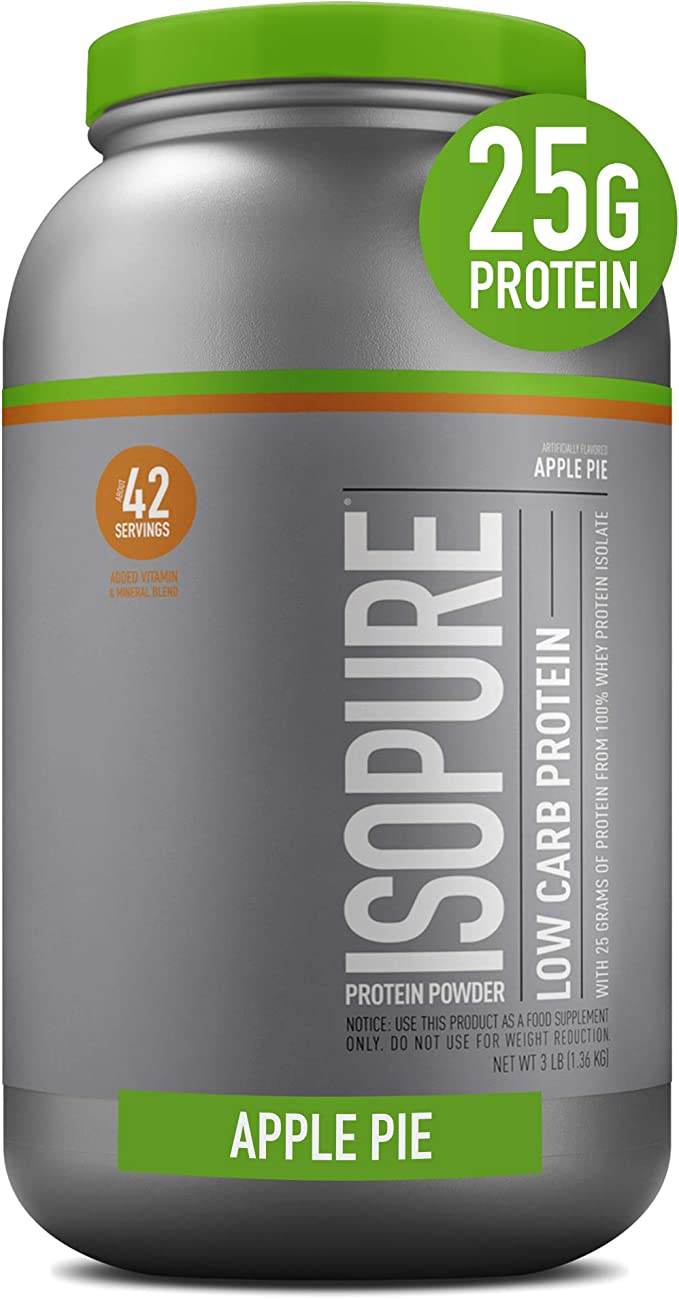 25G
PROTEIN
ARTIFICIALLY FLAVORED
APPLE PIE
ABOUT
42
SERVINGS
ADDED VITAMIN
& MINERAL BLEND
ISOPURE®
PROTEIN POWDER
LOW CARB PROTEIN
WITH 25 GRAMS OF PROTEIN FROM 100% WHEY PROTEIN ISOLATE
NOTICE: USE THIS PRODUCT AS A FOOD SUPPLEMENT
ONLY. DO NOT USE FOR WEIGHT REDUCTION.
NET WT 3 LB (1.36 KG)
APPLE PIE